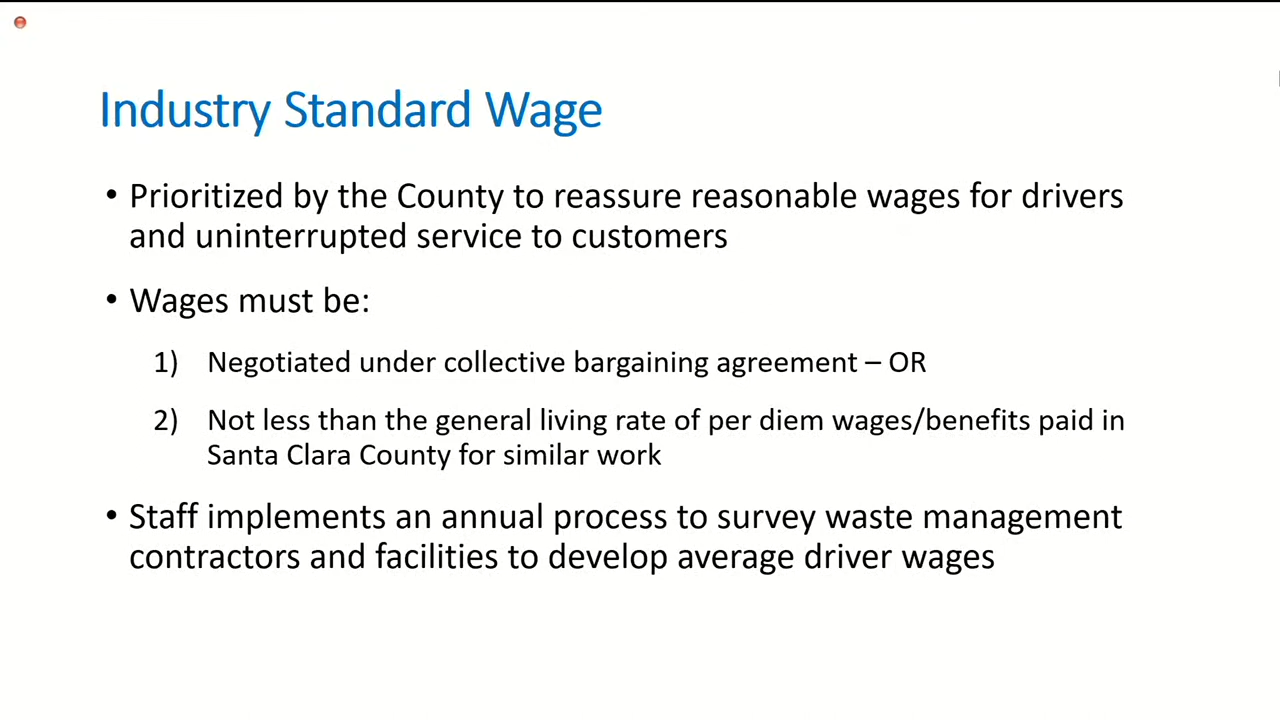 Industry Standard Wage
• Prioritized by the County to reassure reasonable wages for drivers
and uninterrupted service to customers
• Wages must be:
1) Negotiated under collective bargaining agreement – OR
2) Not less than the general living rate of per diem wages/benefits paid in
Santa Clara County for similar work
• Staff implements an annual process to survey waste management
contractors and facilities to develop average driver wages